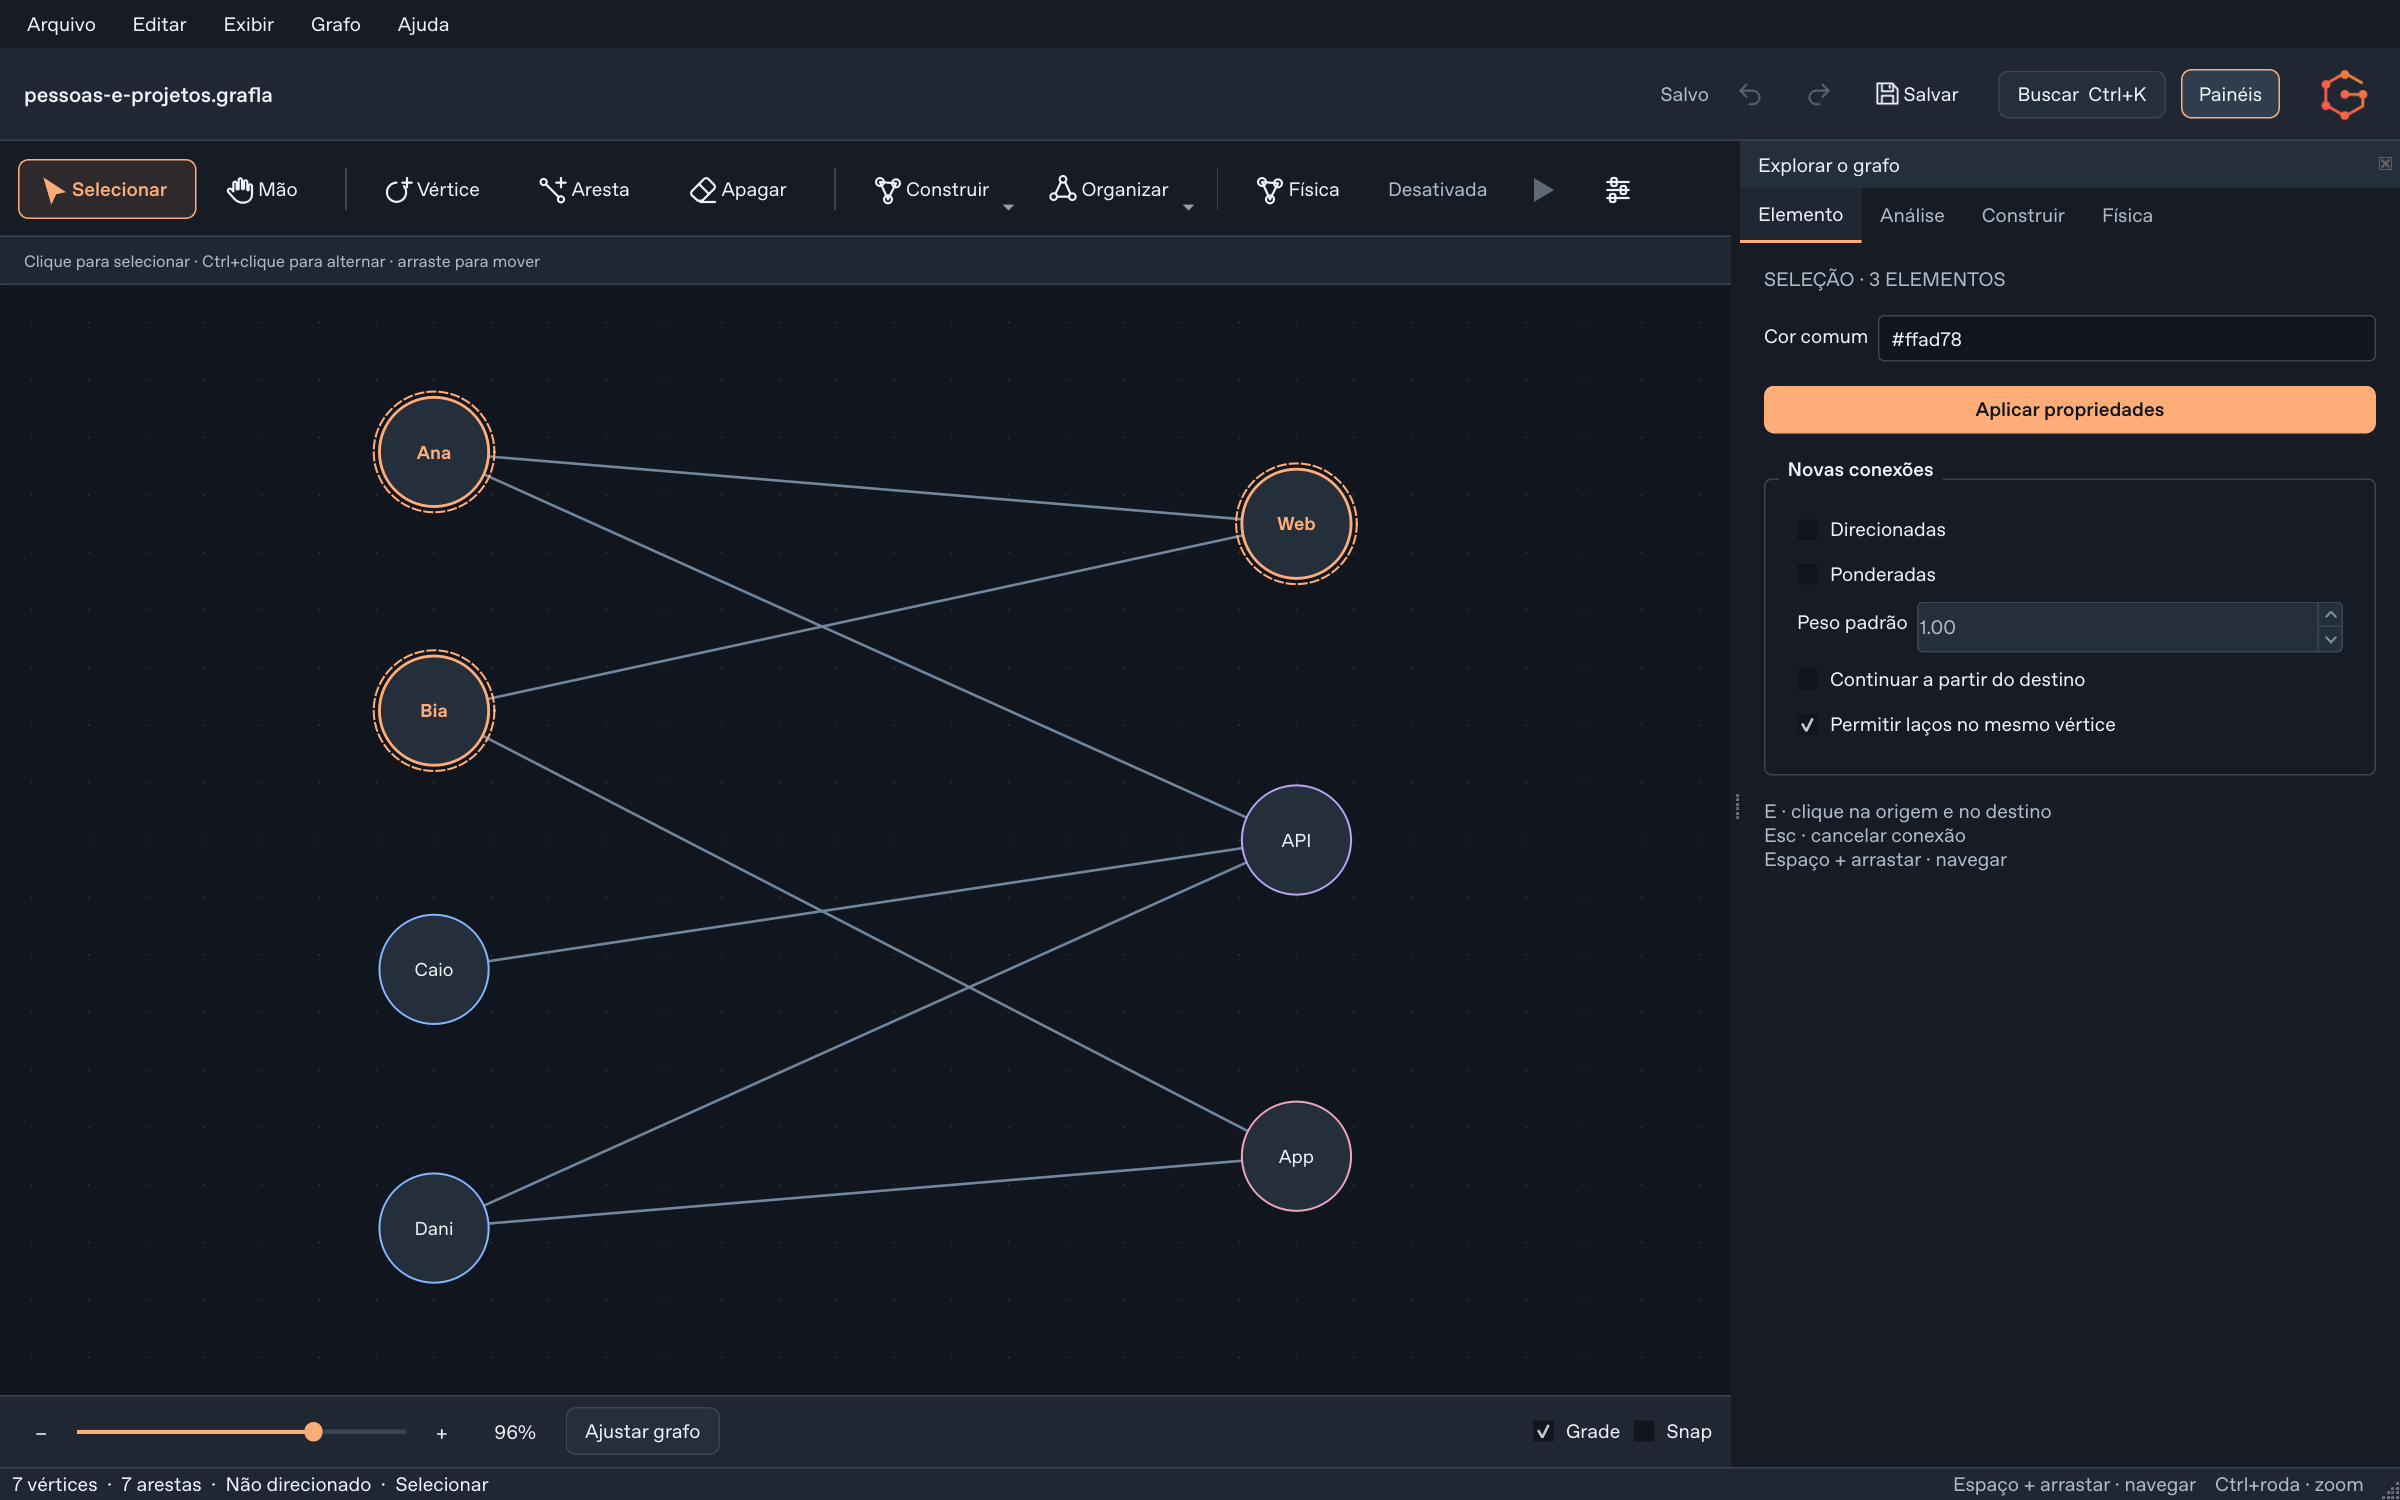 Arquivo Editar Exibir Grafo Ajuda
pessoas-e-projetos.grafla
Salvo Salvar Buscar Ctrl+K Painéis
Selecionar Mão Vértice Aresta Apagar Construir Organizar Física Desativada
Clique para selecionar · Ctrl+clique para alternar · arraste para mover
Ana
Web
Bia
API
Caio
App
Dani
Explorar o grafo
Elemento Análise Construir Física
SELEÇÃO · 3 ELEMENTOS
Cor comum #ffad78
Aplicar propriedades
Novas conexões
Direcionadas
Ponderadas
Peso padrão 1.00
Continuar a partir do destino
Permitir laços no mesmo vértice
E · clique na origem e no destino
Esc · cancelar conexão
Espaço + arrastar · navegar
− + 96% Ajustar grafo Grade Snap
7 vértices · 7 arestas · Não direcionado · Selecionar
Espaço + arrastar · navegar Ctrl+roda · zoom